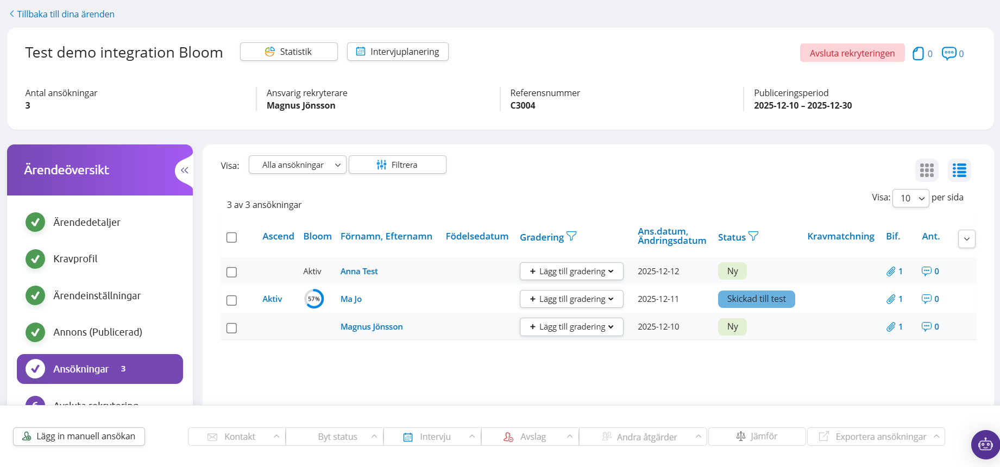 Tillbaka till dina ärenden
Test demo integration Bloom
Statistik
Intervjuplanering
Avsluta rekryteringen
0
0
Antal ansökningar
3
Ansvarig rekryterare
Magnus Jönsson
Referensnummer
C3004
Publiceringsperiod
2025-12-10 – 2025-12-30
Ärendeöversikt
Ärendedetaljer
Kravprofil
Ärendeinställningar
Annons (Publicerad)
Ansökningar 3
6 Avsluta rekrytering
Visa: Alla ansökningar
Filtrera
3 av 3 ansökningar
Visa: 10 per sida
Ascend Bloom Förnamn, Efternamn Födelsedatum Gradering Ans.datum, Ändringsdatum Status Kravmatchning Bif. Ant.
Aktiv Anna Test + Lägg till gradering 2025-12-12 Ny 1 0
Aktiv 57% Ma Jo + Lägg till gradering 2025-12-11 Skickad till test 1 0
Magnus Jönsson + Lägg till gradering 2025-12-10 Ny 1 0
Lägg in manuell ansökan
Kontakt
Byt status
Intervju
Avslag
Andra åtgärder
Jämför
Exportera ansökningar